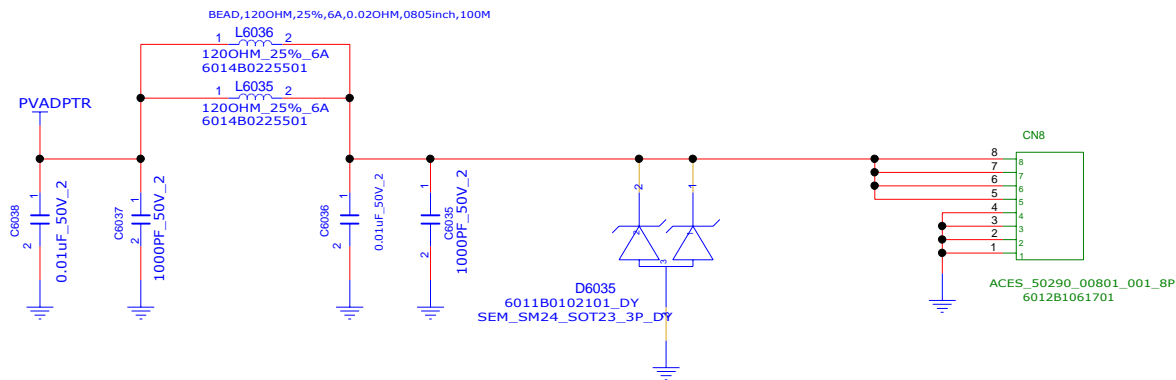 BEAD,120OHM,25%,6A,0.02OHM,0805inch,100M
L6036
1 2
120OHM_25%_6A
6014B0225501
L6035
1 2
120OHM_25%_6A
6014B0225501
PVADPTR
C6038
1
2
0.01uF_50V_2
C6037
1
2
1000PF_50V_2
C6036
1
2
0.01uF_50V_2
C6035
1
2
1000PF_50V_2
2
1
2
1
3
3
D6035
6011B0102101_DY
SEM_SM24_SOT23_3P_DY
CN8
8 8
7 7
6 6
5 5
4 4
3 3
2 2
1 1
ACES_50290_00801_001_8P
6012B1061701